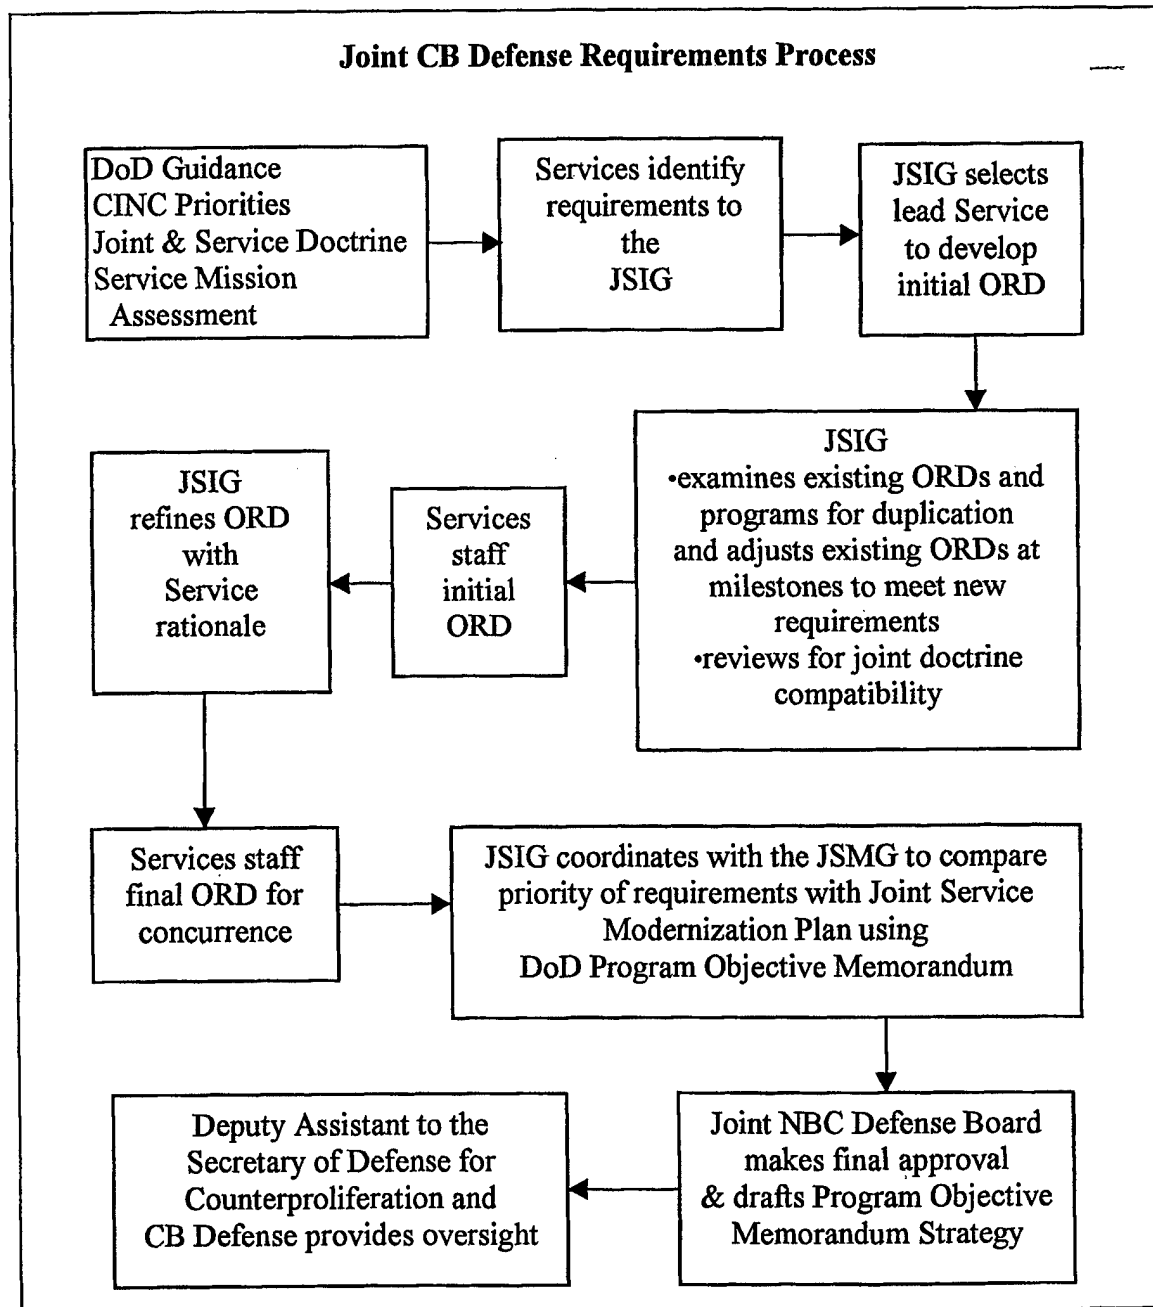 Joint CB Defense Requirements Process
DoD Guidance
CINC Priorities
Joint & Service Doctrine
Service Mission
Assessment
Services identify
requirements to
the
JSIG
JSIG selects
lead Service
to develop
initial ORD
JSIG
•examines existing ORDs and
programs for duplication
and adjusts existing ORDs at
milestones to meet new
requirements
•reviews for joint doctrine
compatibility
Services
staff
initial
ORD
JSIG
refines ORD
with
Service
rationale
Services staff
final ORD for
concurrence
JSIG coordinates with the JSMG to compare
priority of requirements with Joint Service
Modernization Plan using
DoD Program Objective Memorandum
Joint NBC Defense Board
makes final approval
& drafts Program Objective
Memorandum Strategy
Deputy Assistant to the
Secretary of Defense for
Counterproliferation and
CB Defense provides oversight